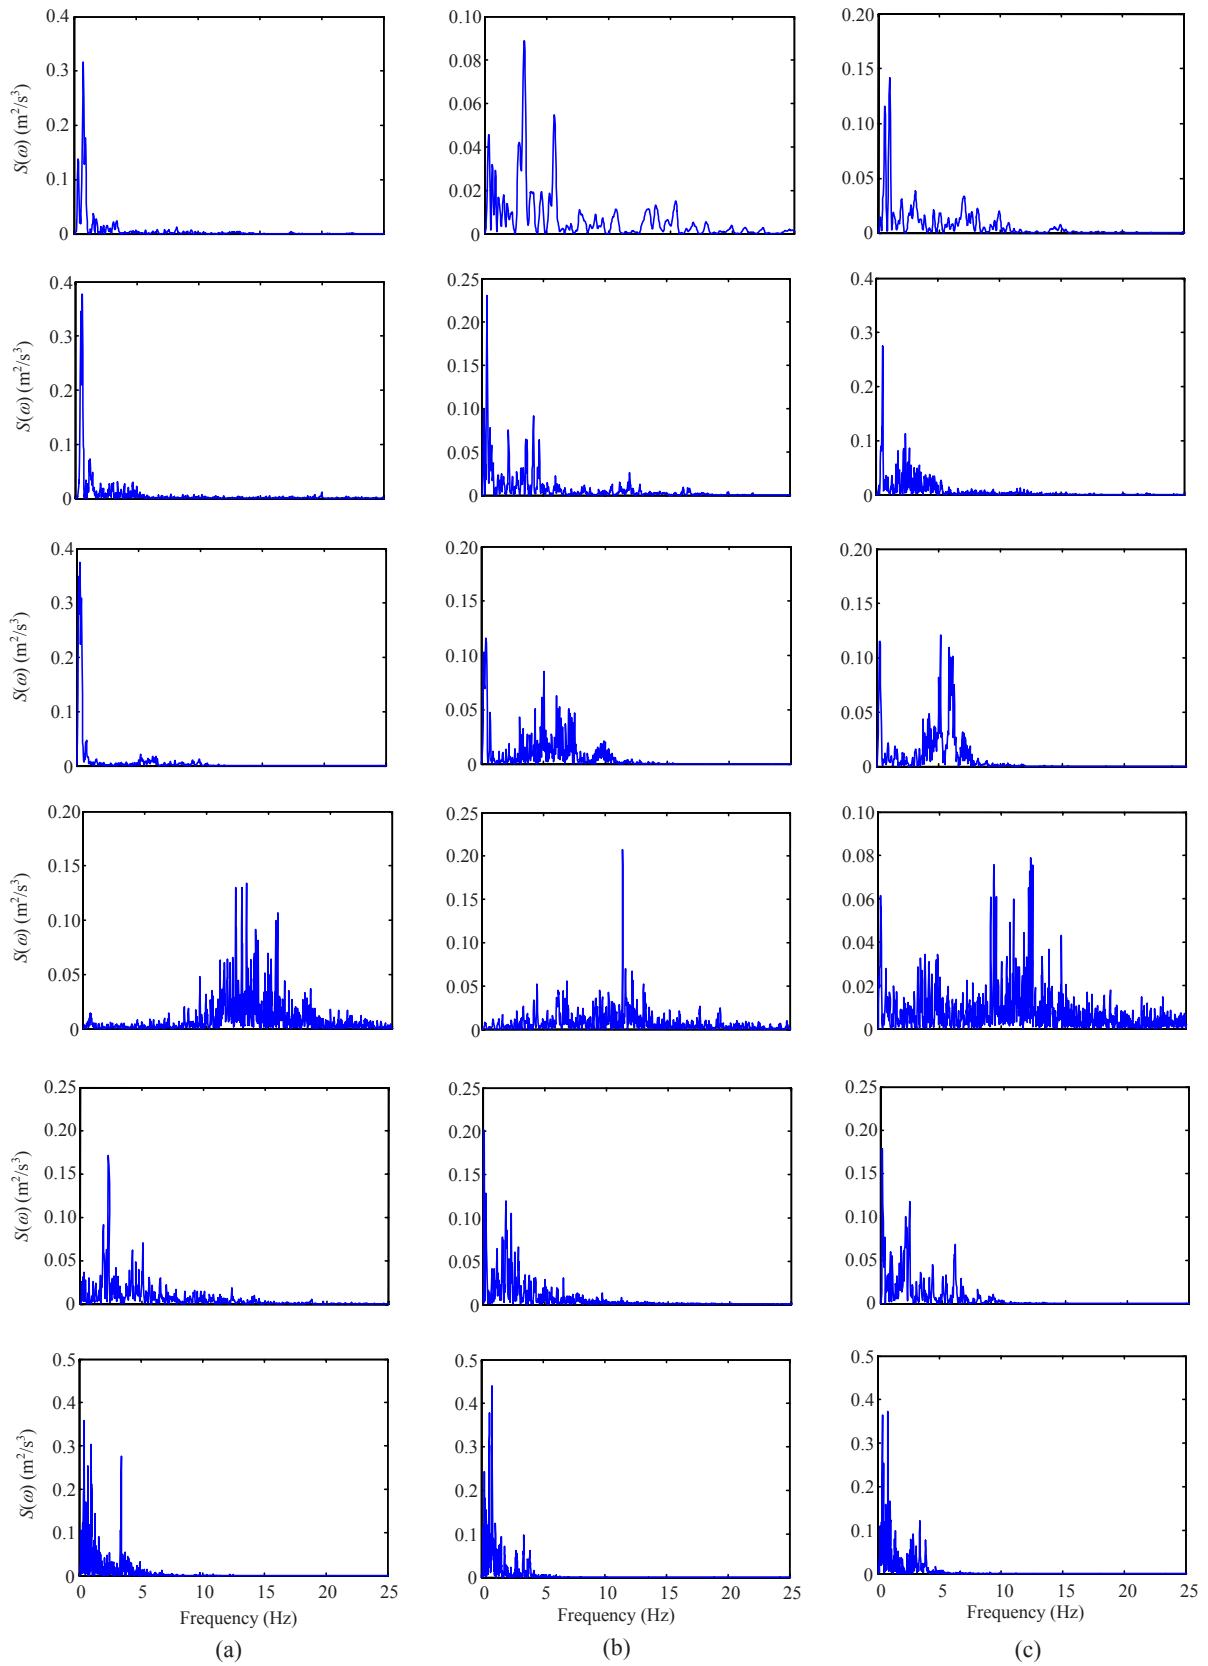 0.4 0.10 0.20
0.3 0.08 0.15
S(ω) (m²/s³) 0.2 0.06 0.10
0.04
0.1 0.02 0.05
0 0 0
0.4 0.25 0.4
0.3 0.20 0.3
S(ω) (m²/s³) 0.2 0.15 0.2
0.10
0.1 0.05 0.1
0 0 0
0.4 0.20 0.20
0.3 0.15 0.15
S(ω) (m²/s³) 0.2 0.10 0.10
0.1 0.05 0.05
0 0 0
0.20 0.25 0.10
0.15 0.20 0.08
S(ω) (m²/s³) 0.10 0.15 0.06
0.10 0.04
0.05 0.05 0.02
0 0 0
0.25 0.25 0.25
0.20 0.20 0.20
S(ω) (m²/s³) 0.15 0.15 0.15
0.10 0.10 0.10
0.05 0.05 0.05
0 0 0
0.5 0.5 0.5
0.4 0.4 0.4
0.3 0.3 0.3
S(ω) (m²/s³) 0.2 0.2 0.2
0.1 0.1 0.1
0 0 0
0 5 10 15 20 25 0 5 10 15 20 25 0 5 10 15 20 25
Frequency (Hz) Frequency (Hz) Frequency (Hz)
(a) (b) (c)